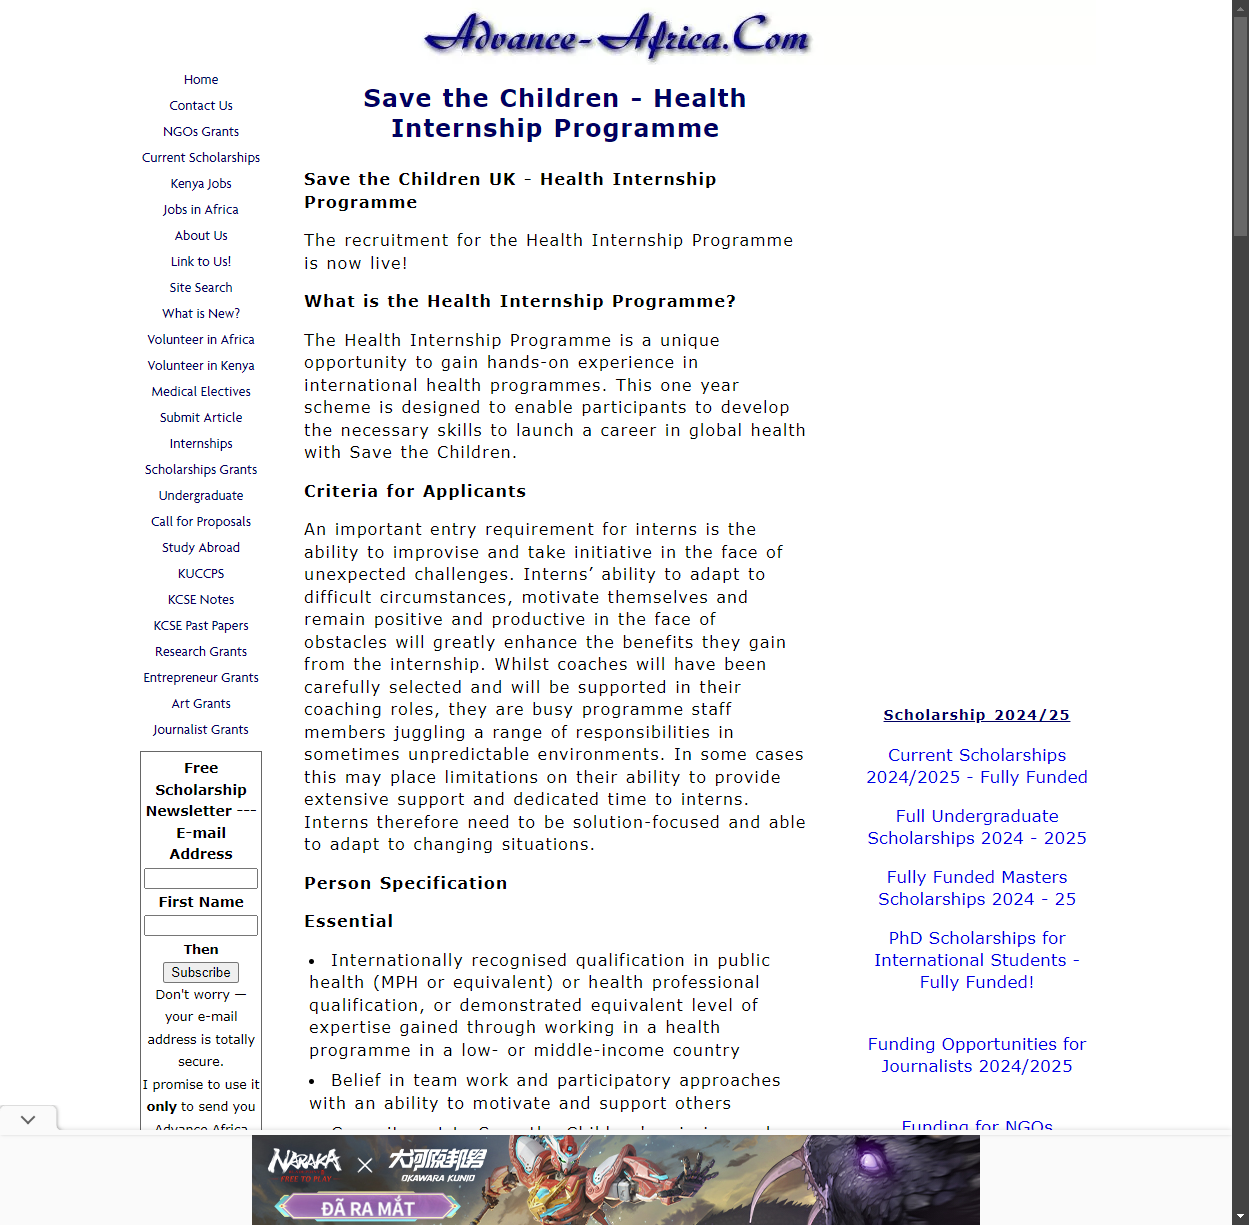 Advance-Africa.Com
Home
Contact Us
NGOs Grants
Current Scholarships
Kenya Jobs
Jobs in Africa
About Us
Link to Us!
Site Search
What is New?
Volunteer in Africa
Volunteer in Kenya
Medical Electives
Submit Article
Internships
Scholarships Grants
Undergraduate
Call for Proposals
Study Abroad
KUCCPS
KCSE Notes
KCSE Past Papers
Research Grants
Entrepreneur Grants
Art Grants
Journalist Grants
Free
Scholarship
Newsletter ---
E-mail
Address
First Name
Then
Subscribe
Don't worry —
your e-mail
address is totally
secure.
I promise to use it
only to send you
Advance Africa
Save the Children - Health
Internship Programme
Save the Children UK - Health Internship
Programme
The recruitment for the Health Internship Programme
is now live!
What is the Health Internship Programme?
The Health Internship Programme is a unique
opportunity to gain hands-on experience in
international health programmes. This one year
scheme is designed to enable participants to develop
the necessary skills to launch a career in global health
with Save the Children.
Criteria for Applicants
An important entry requirement for interns is the
ability to improvise and take initiative in the face of
unexpected challenges. Interns’ ability to adapt to
difficult circumstances, motivate themselves and
remain positive and productive in the face of
obstacles will greatly enhance the benefits they gain
from the internship. Whilst coaches will have been
carefully selected and will be supported in their
coaching roles, they are busy programme staff
members juggling a range of responsibilities in
sometimes unpredictable environments. In some cases
this may place limitations on their ability to provide
extensive support and dedicated time to interns.
Interns therefore need to be solution-focused and able
to adapt to changing situations.
Person Specification
Essential
• Internationally recognised qualification in public
health (MPH or equivalent) or health professional
qualification, or demonstrated equivalent level of
expertise gained through working in a health
programme in a low- or middle-income country
• Belief in team work and participatory approaches
with an ability to motivate and support others
Scholarship 2024/25
Current Scholarships
2024/2025 - Fully Funded
Full Undergraduate
Scholarships 2024 - 2025
Fully Funded Masters
Scholarships 2024 - 25
PhD Scholarships for
International Students -
Fully Funded!
Funding Opportunities for
Journalists 2024/2025
Funding for NGOs
NARAKA
FREE TO PLAY
X
大河原邦男
OKAWARA KUNIO
ĐÃ RA MẮT